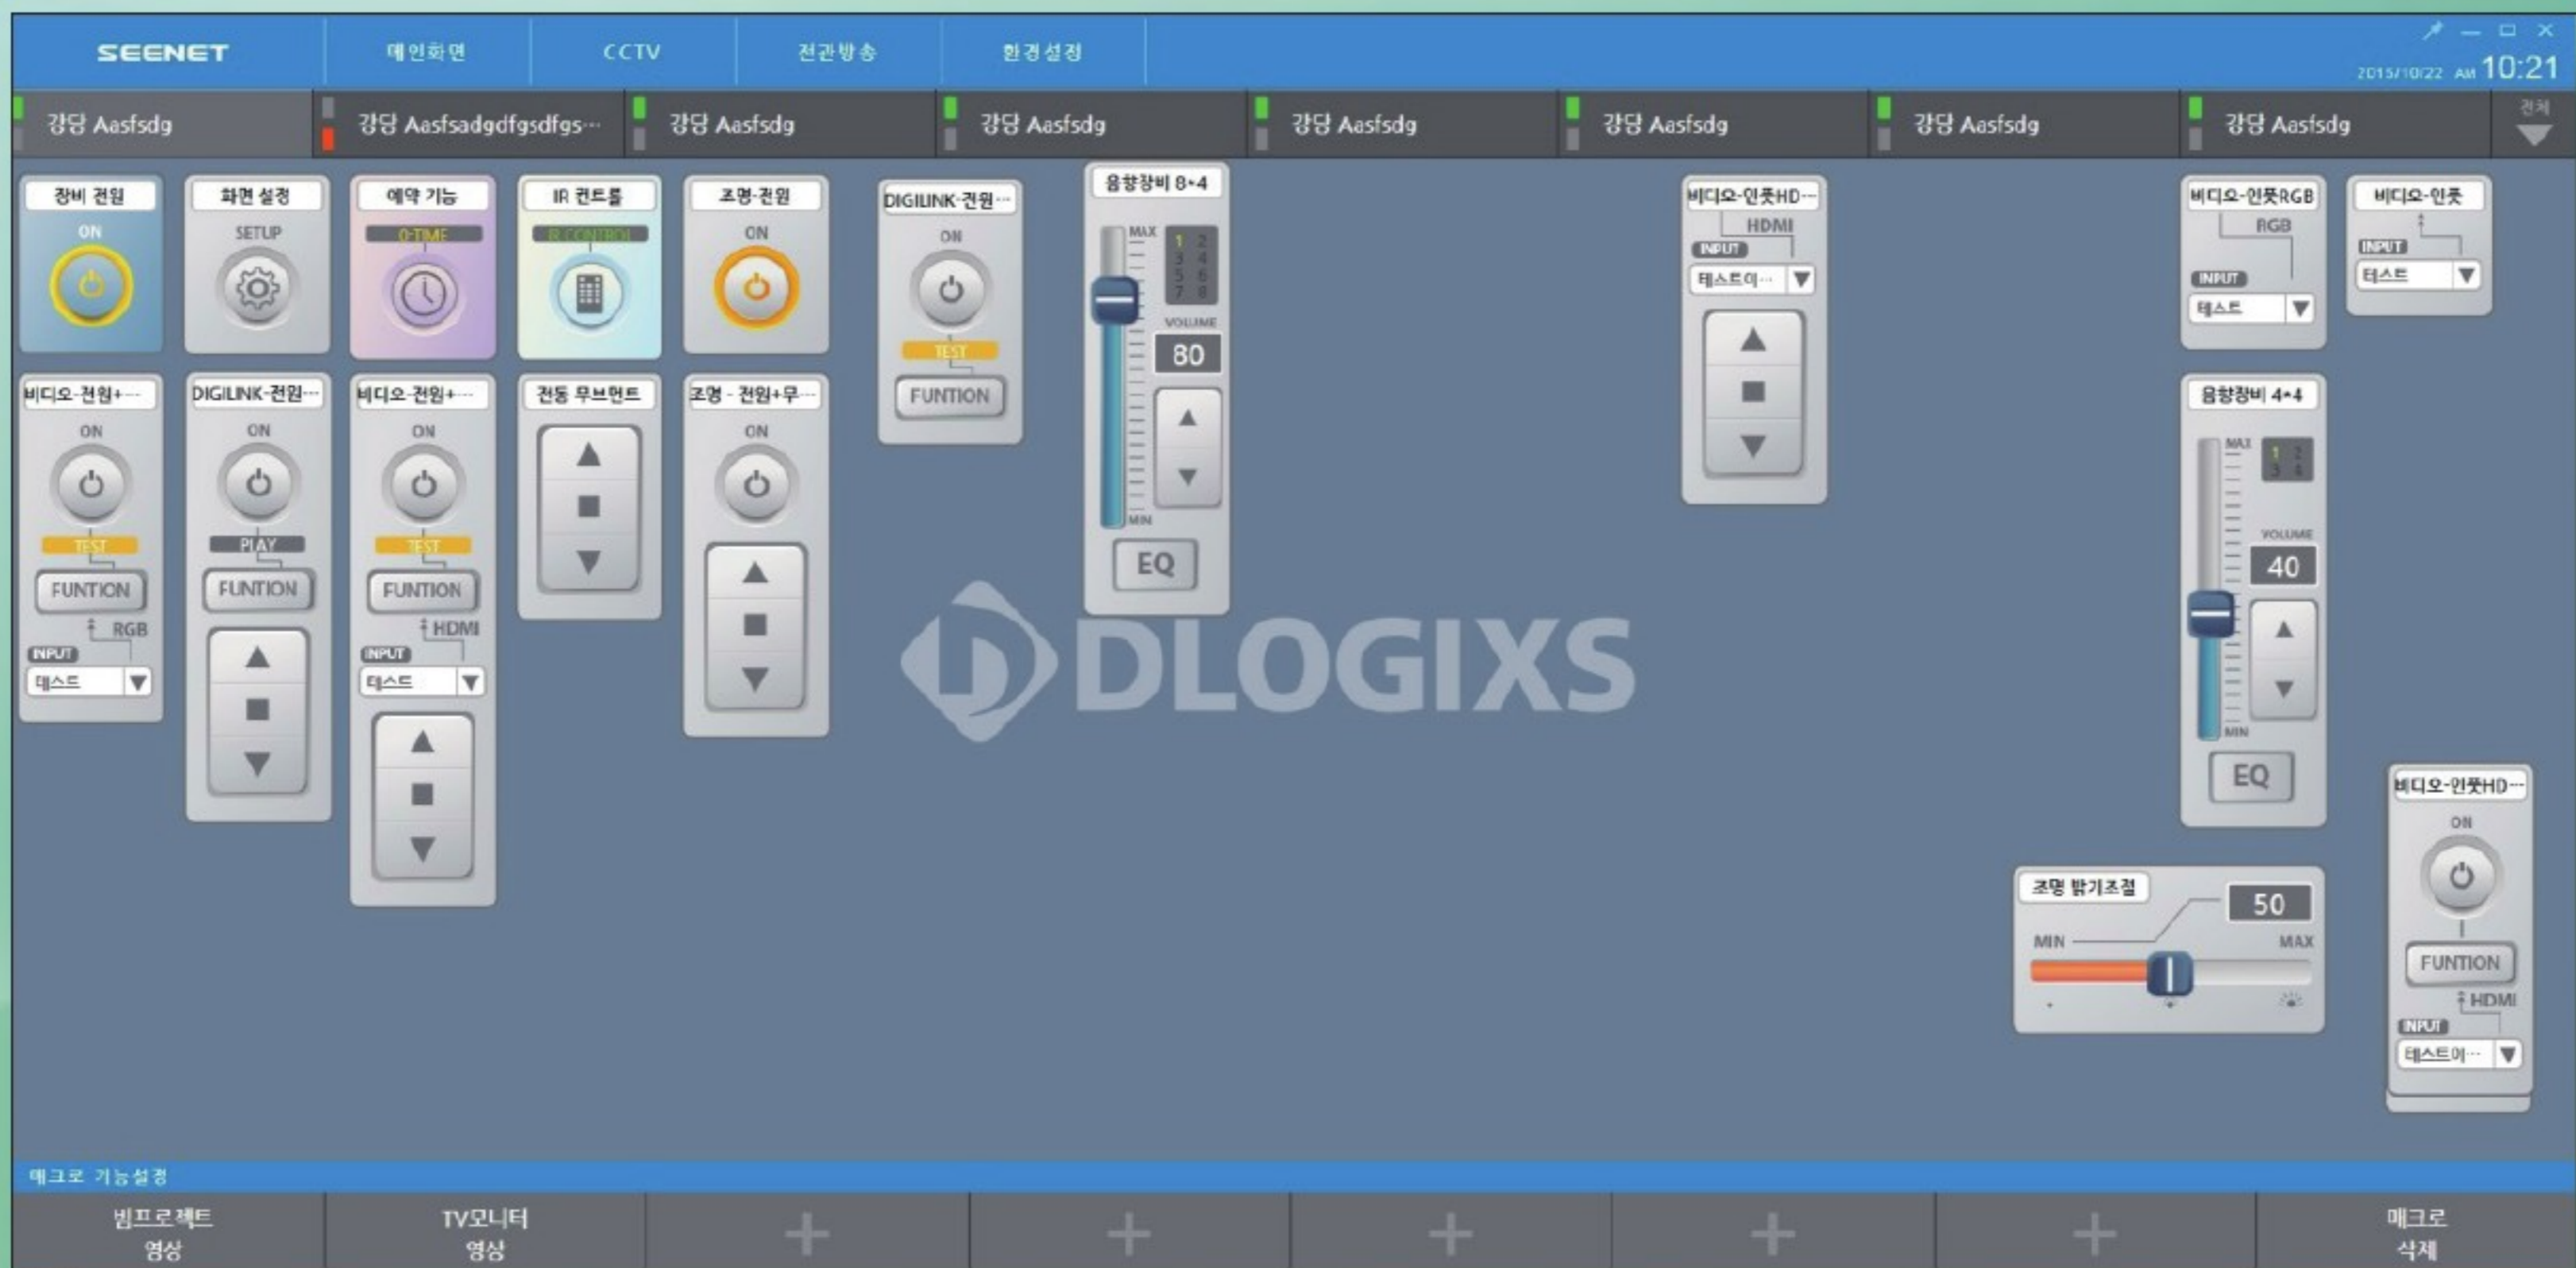 SEENET
메인화면
CCTV
전관방송
환경설정
2015/10/22 AM 10:21
강당 Aasfsdg
강당 Aasfsadgdfgsdfgs···
강당 Aasfsdg
강당 Aasfsdg
강당 Aasfsdg
강당 Aasfsdg
강당 Aasfsdg
강당 Aasfsdg
전체
장비 전원
ON
화면 설정
SETUP
예약 기능
O-TIME
IR 컨트롤
IR CONTROL
조명-전원
ON
DIGILINK-전원···
ON
TEST
FUNTION
음향장비 8*4
MAX
1 2
3 4
5 6
7 8
VOLUME
80
MIN
EQ
비디오-인풋HD···
HDMI
INPUT
테스트이···
비디오-인풋RGB
RGB
INPUT
테스트
비디오-인풋
INPUT
테스트
비디오-전원+···
ON
TEST
FUNTION
RGB
INPUT
테스트
DIGILINK-전원···
ON
PLAY
FUNTION
비디오-전원+···
ON
TEST
FUNTION
HDMI
INPUT
테스트
전동 무브먼트
조명 - 전원+무···
ON
음향장비 4*4
MAX
1 2
3 4
VOLUME
40
MIN
EQ
DLOGIXS
비디오-인풋HD···
ON
FUNTION
HDMI
INPUT
테스트이···
조명 밝기조절
50
MIN
MAX
매크로 기능설정
빔프로젝트
영상
TV모니터
영상
매크로
삭제